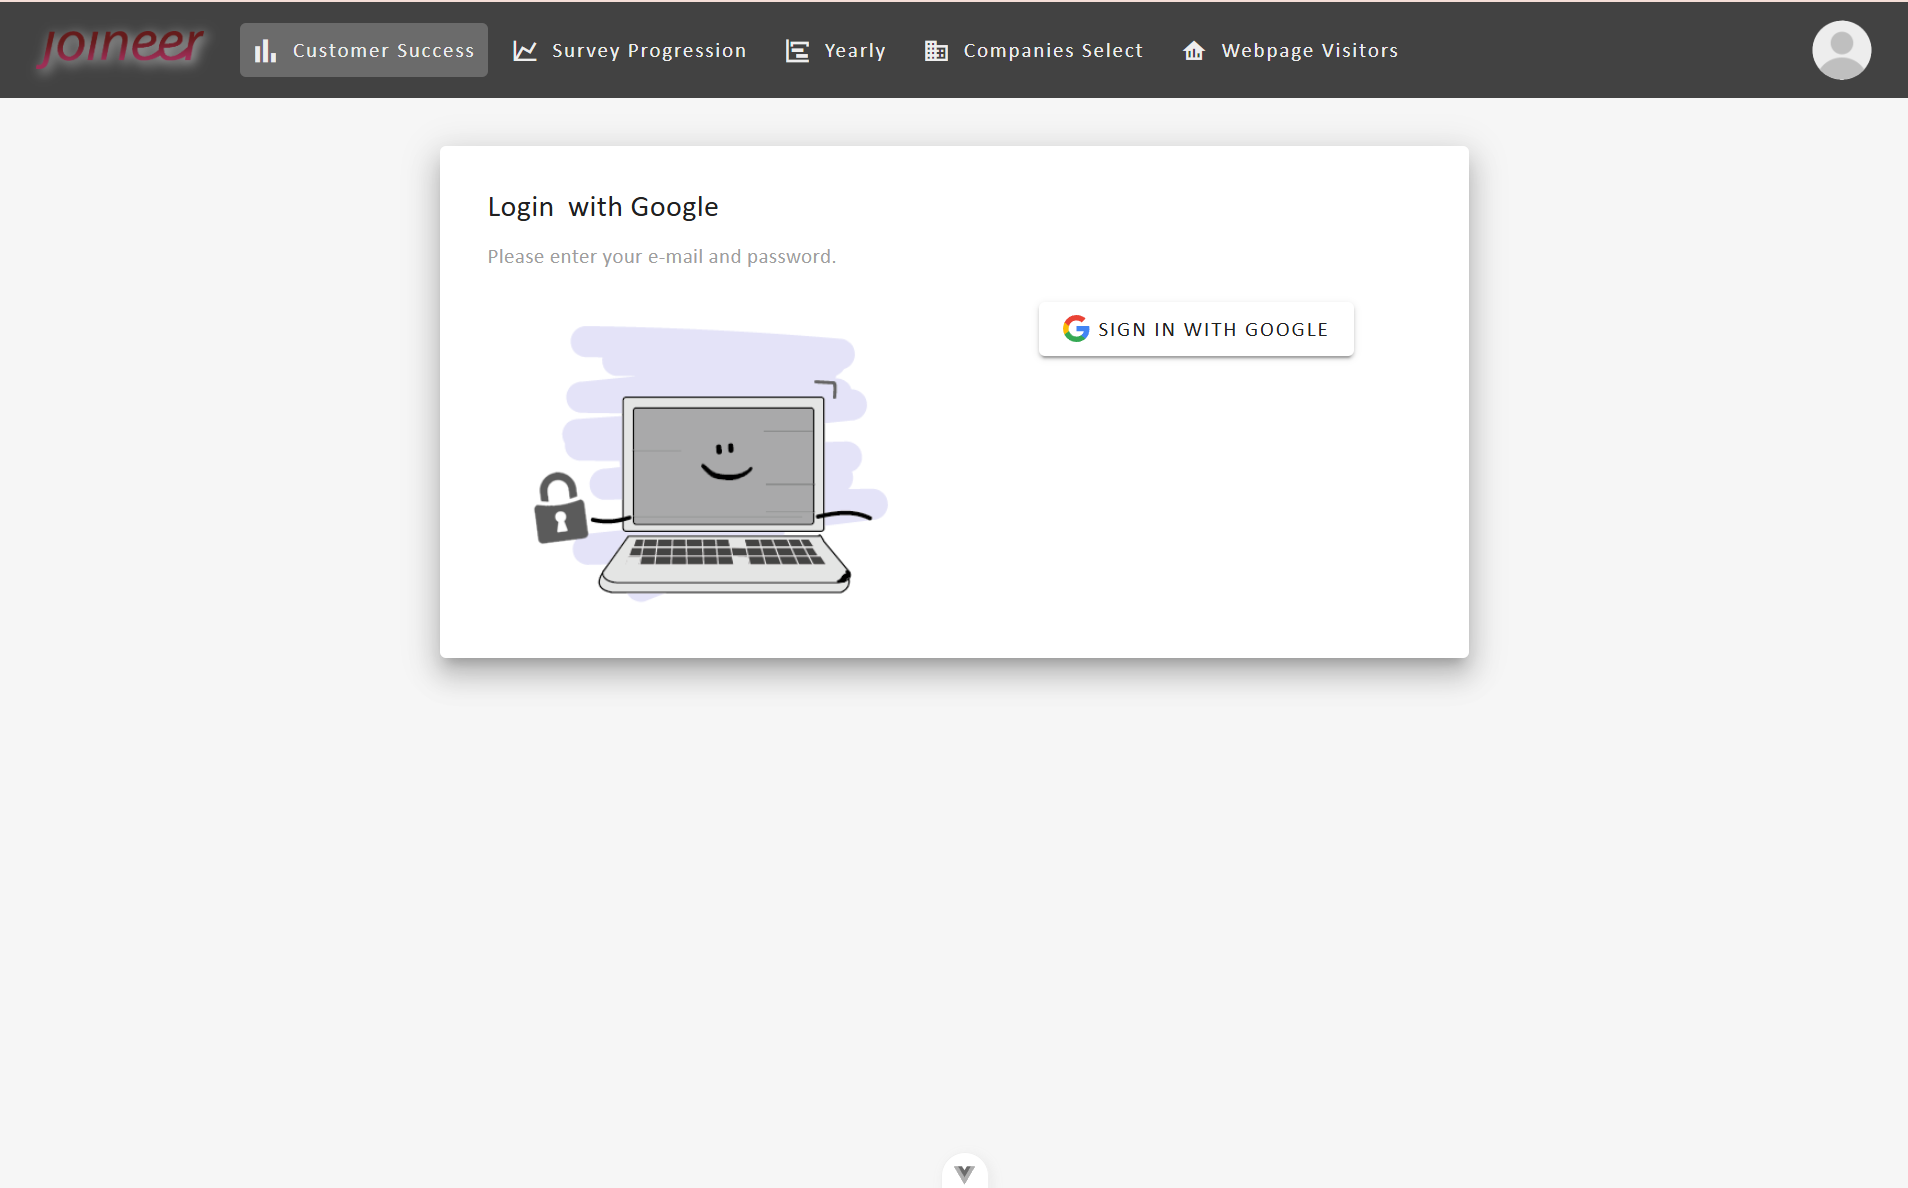 joineer
Customer Success
Survey Progression
Yearly
Companies Select
Webpage Visitors
Login with Google
Please enter your e-mail and password.
SIGN IN WITH GOOGLE